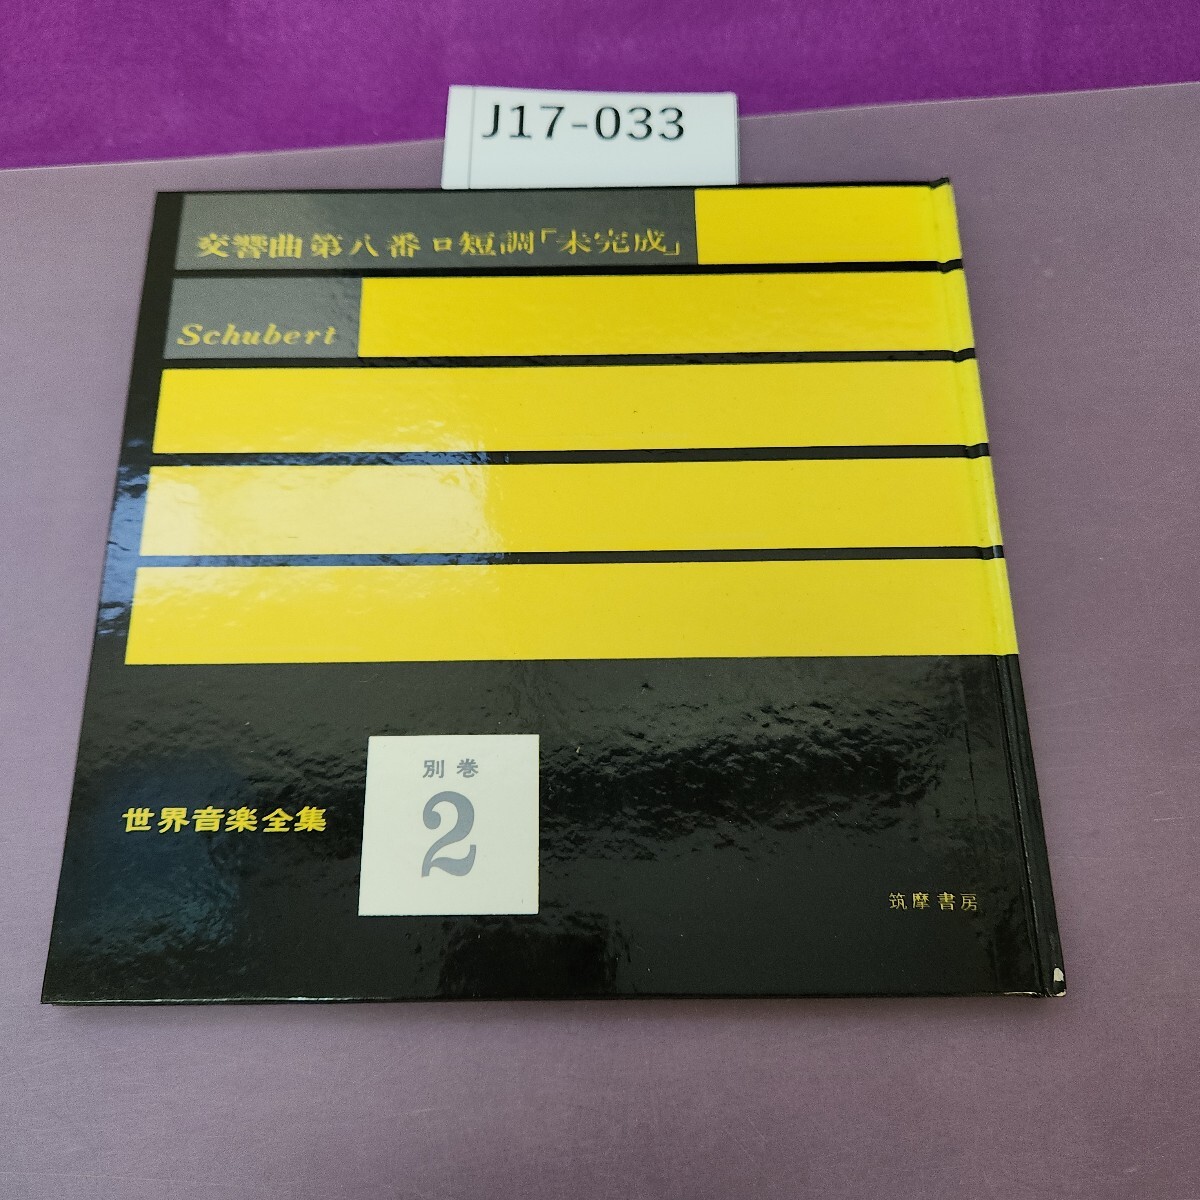 J17-033
交響曲第八番ロ短調「未完成」
Schubert
別巻
2
世界音楽全集
筑摩書房